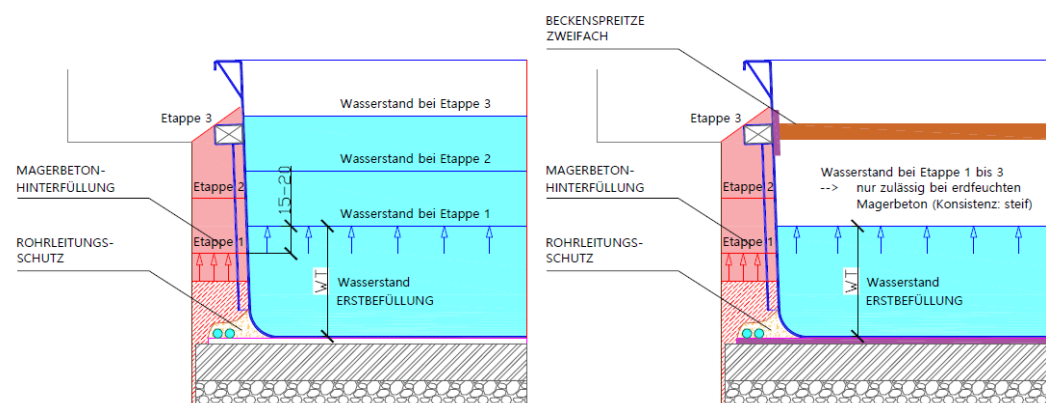 Etappe 3
Wasserstand bei Etappe 3
MAGERBETON-
HINTERFÜLLUNG
Etappe 2
Wasserstand bei Etappe 2
15-20
Wasserstand bei Etappe 1
ROHRLEITUNGS-
SCHUTZ
Etappe 1
WT
Wasserstand
ERSTBEFÜLLUNG
BECKENSPREITZE
ZWEIFACH
Etappe 3
MAGERBETON-
HINTERFÜLLUNG
Etappe 2
Wasserstand bei Etappe 1 bis 3
--> nur zulässig bei erdfeuchten
Magerbeton (Konsistenz: steif)
ROHRLEITUNGS-
SCHUTZ
Etappe 1
WT
Wasserstand
ERSTBEFÜLLUNG